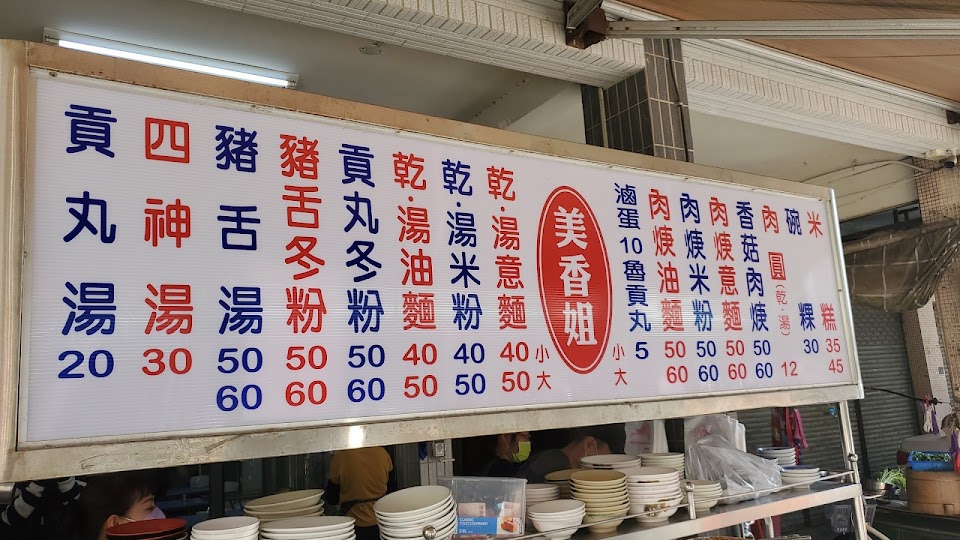 米糕 35 45
碗粿 30
肉圓(乾·湯) 12
香菇肉焿 50 60
肉焿意麵 50 60
肉焿米粉 50 60
肉焿油麵 50 60
滷蛋10魯貢丸 5
小 大
美香姐
小 大
乾·湯意麵 40 50
乾·湯米粉 40 50
乾·湯油麵 40 50
貢丸冬粉 50 60
豬舌冬粉 50 60
豬舌湯 50 60
四神湯 30
貢丸湯 20